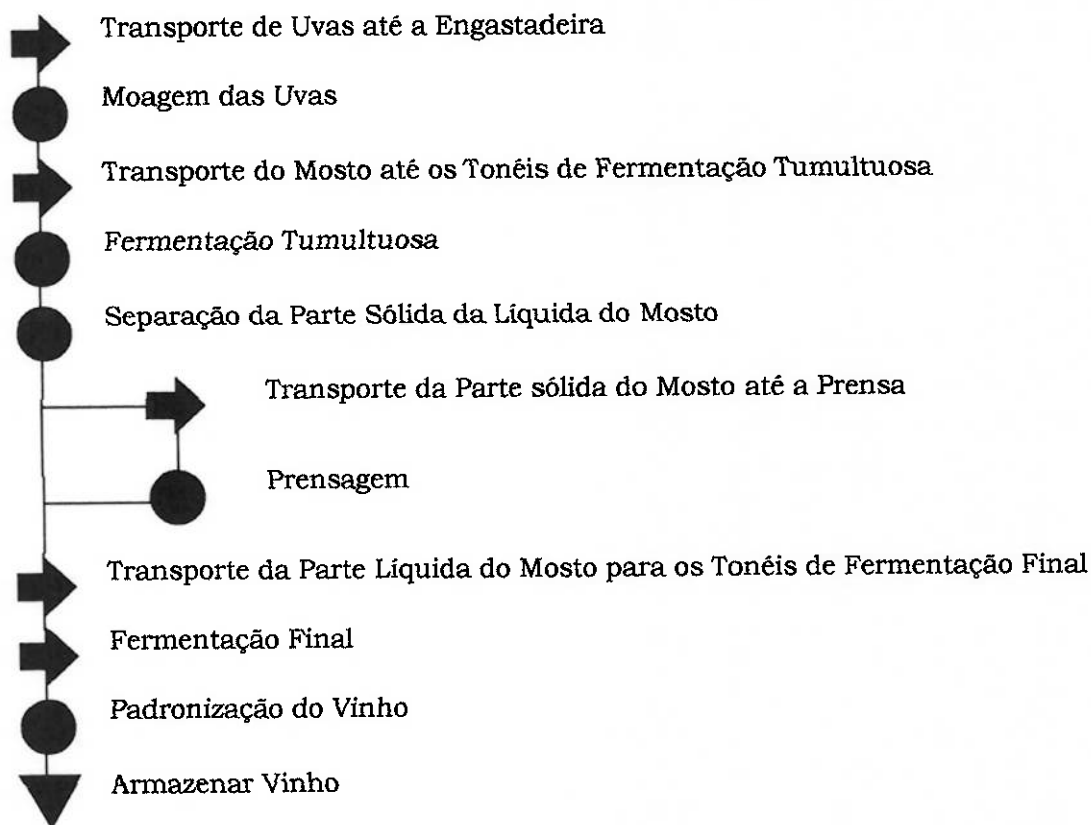 Transporte de Uvas até a Engastadeira
Moagem das Uvas
Transporte do Mosto até os Tonéis de Fermentação Tumultuosa
Fermentação Tumultuosa
Separação da Parte Sólida da Líquida do Mosto
Transporte da Parte sólida do Mosto até a Prensa
Prensagem
Transporte da Parte Líquida do Mosto para os Tonéis de Fermentação Final
Fermentação Final
Padronização do Vinho
Armazenar Vinho